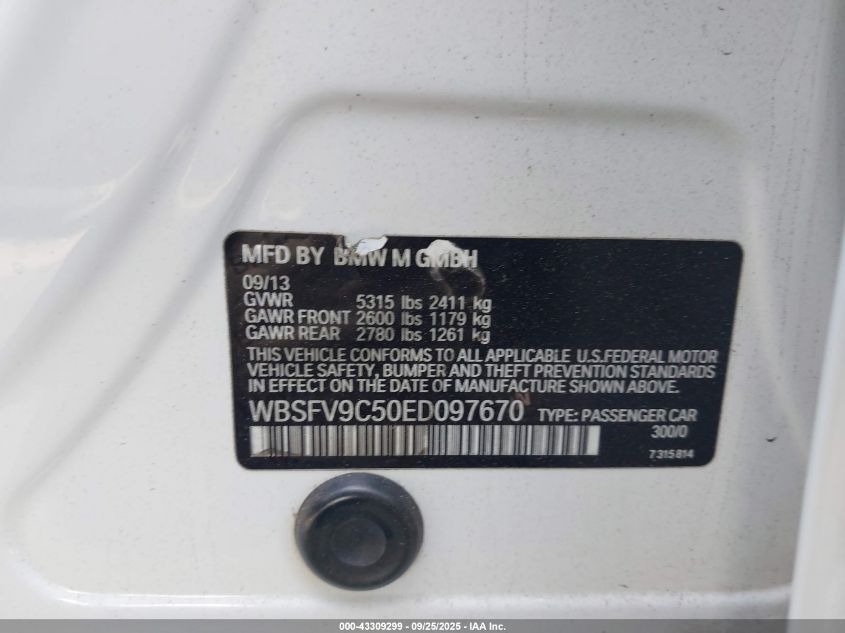 MFD BY BMW M GMBH
09/13
GVWR 5315 lbs 2411 kg
GAWR FRONT 2600 lbs 1179 kg
GAWR REAR 2780 lbs 1261 kg
THIS VEHICLE CONFORMS TO ALL APPLICABLE U.S.FEDERAL MOTOR
VEHICLE SAFETY, BUMPER AND THEFT PREVENTION STANDARDS
IN EFFECT ON THE DATE OF MANUFACTURE SHOWN ABOVE.
WBSFV9C50ED097670 TYPE: PASSENGER CAR
300/0
7315814
000-43309299 - 09/25/2025 - IAA Inc.